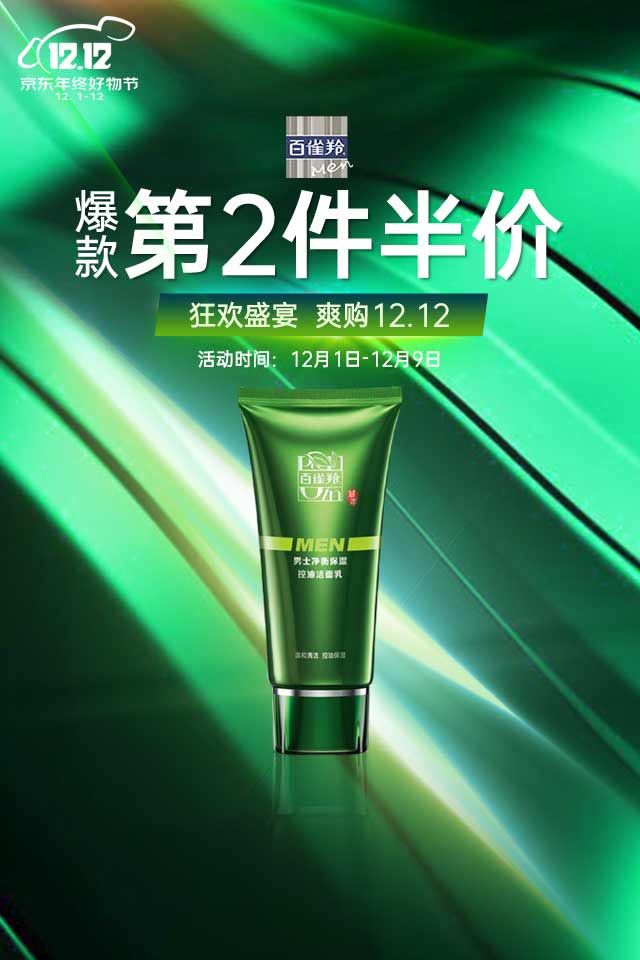 12.12
京东年终好物节
12.1-12
百雀羚
Men
爆款
第2件半价
狂欢盛宴 爽购12.12
活动时间：12月1日-12月9日
百雀羚
MEN
男士净衡保湿
控油洁面乳
温和清洁 控油保湿